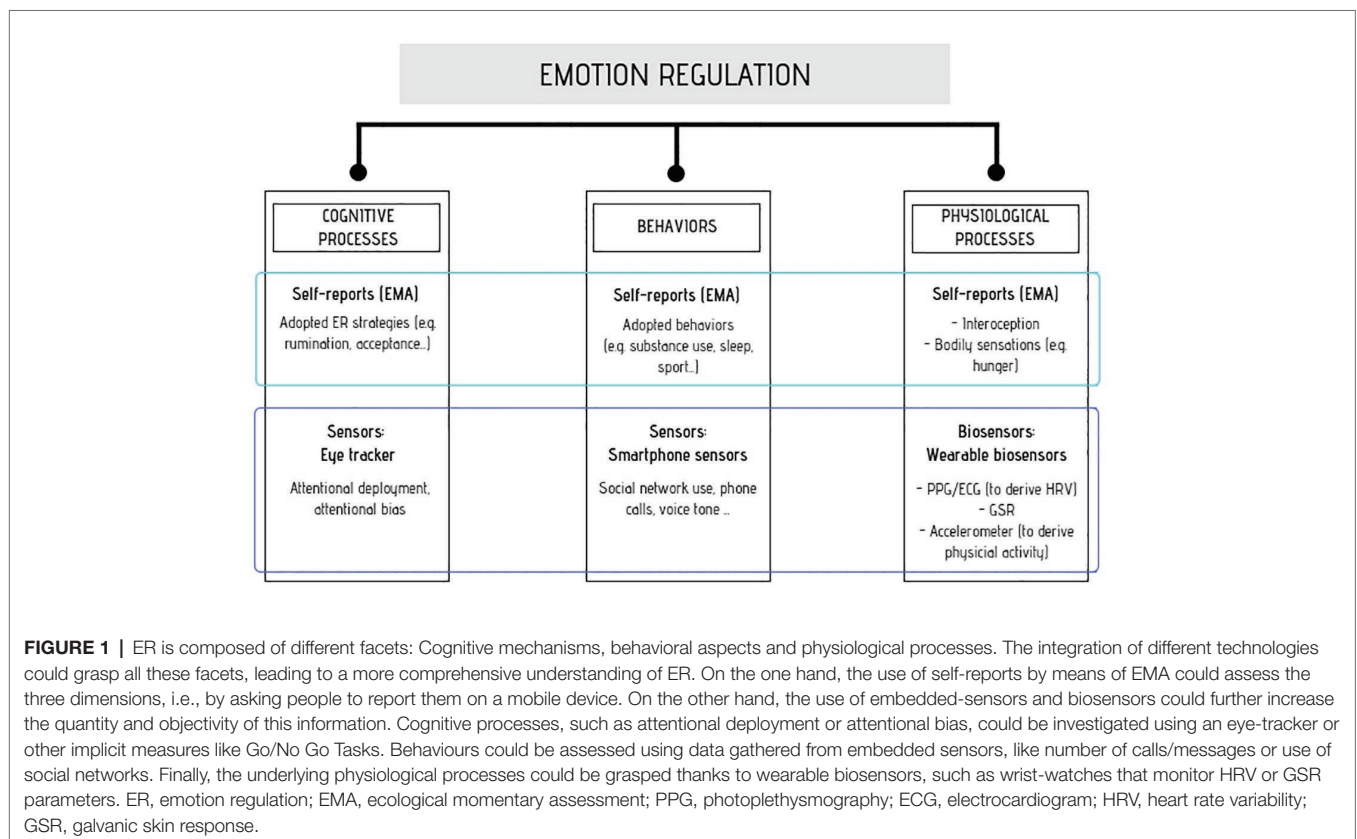 EMOTION REGULATION
COGNITIVE
PROCESSES
Self-reports (EMA)
Adopted ER strategies (e.g.
rumination, acceptance...)
Sensors:
Eye tracker
Attentional deployment,
attentional bias
BEHAVIORS
Self-reports (EMA)
Adopted behaviors
(e.g. substance use, sleep,
sport...)
Sensors:
Smartphone sensors
Social network use, phone
calls, voice tone ...
PHYSIOLOGICAL
PROCESSES
Self-reports (EMA)
- Interoception
- Bodily sensations (e.g.
hunger)
Biosensors:
Wearable biosensors
- PPG/ECG (to derive HRV)
- GSR
- Accelerometer (to derive
physicial activity)
FIGURE 1 | ER is composed of different facets: Cognitive mechanisms, behavioral aspects and physiological processes. The integration of different technologies
could grasp all these facets, leading to a more comprehensive understanding of ER. On the one hand, the use of self-reports by means of EMA could assess the
three dimensions, i.e., by asking people to report them on a mobile device. On the other hand, the use of embedded-sensors and biosensors could further increase
the quantity and objectivity of this information. Cognitive processes, such as attentional deployment or attentional bias, could be investigated using an eye-tracker or
other implicit measures like Go/No Go Tasks. Behaviours could be assessed using data gathered from embedded sensors, like number of calls/messages or use of
social networks. Finally, the underlying physiological processes could be grasped thanks to wearable biosensors, such as wrist-watches that monitor HRV or GSR
parameters. ER, emotion regulation; EMA, ecological momentary assessment; PPG, photoplethysmography; ECG, electrocardiogram; HRV, heart rate variability;
GSR, galvanic skin response.